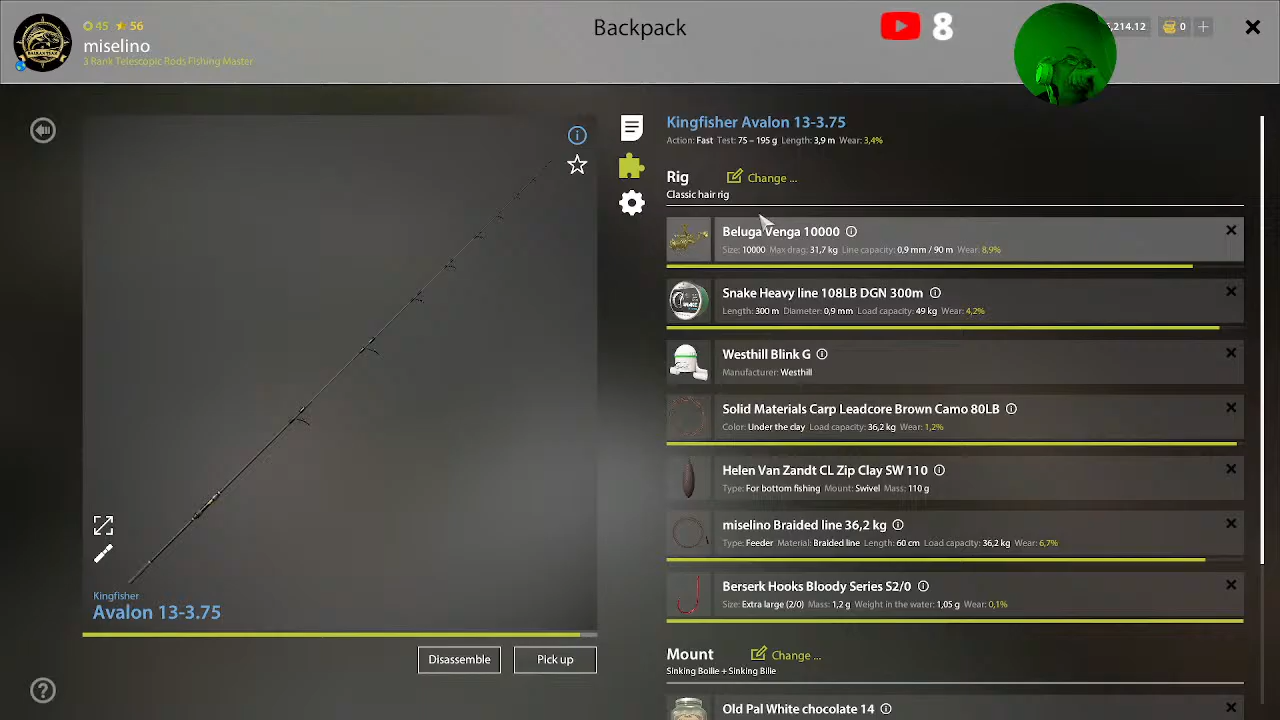 45 56
miselino
3 Rank Telescopic Rods Fishing Master
Backpack
8
,214.12
0
Kingfisher Avalon 13-3.75
Action: Fast Test: 75 – 195 g Length: 3,9 m Wear: 3,4%
Rig Change ...
Classic hair rig
Beluga Venga 10000
Size: 10000 Max drag: 31,7 kg Line capacity: 0,9 mm / 90 m Wear: 8,9%
Snake Heavy line 108LB DGN 300m
Length: 300 m Diameter: 0,9 mm Load capacity: 49 kg Wear: 4,2%
Westhill Blink G
Manufacturer: Westhill
Solid Materials Carp Leadcore Brown Camo 80LB
Color: Under the clay Load capacity: 36,2 kg Wear: 1,2%
Helen Van Zandt CL Zip Clay SW 110
Type: For bottom fishing Mount: Swivel Mass: 110 g
miselino Braided line 36,2 kg
Type: Feeder Material: Braided line Length: 60 cm Load capacity: 36,2 kg Wear: 6,7%
Berserk Hooks Bloody Series S2/0
Size: Extra large (2/0) Mass: 1,2 g Weight in the water: 1,05 g Wear: 0,1%
Mount Change ...
Sinking Boilie + Sinking Bilie
Old Pal White chocolate 14
Kingfisher
Avalon 13-3.75
Disassemble Pick up